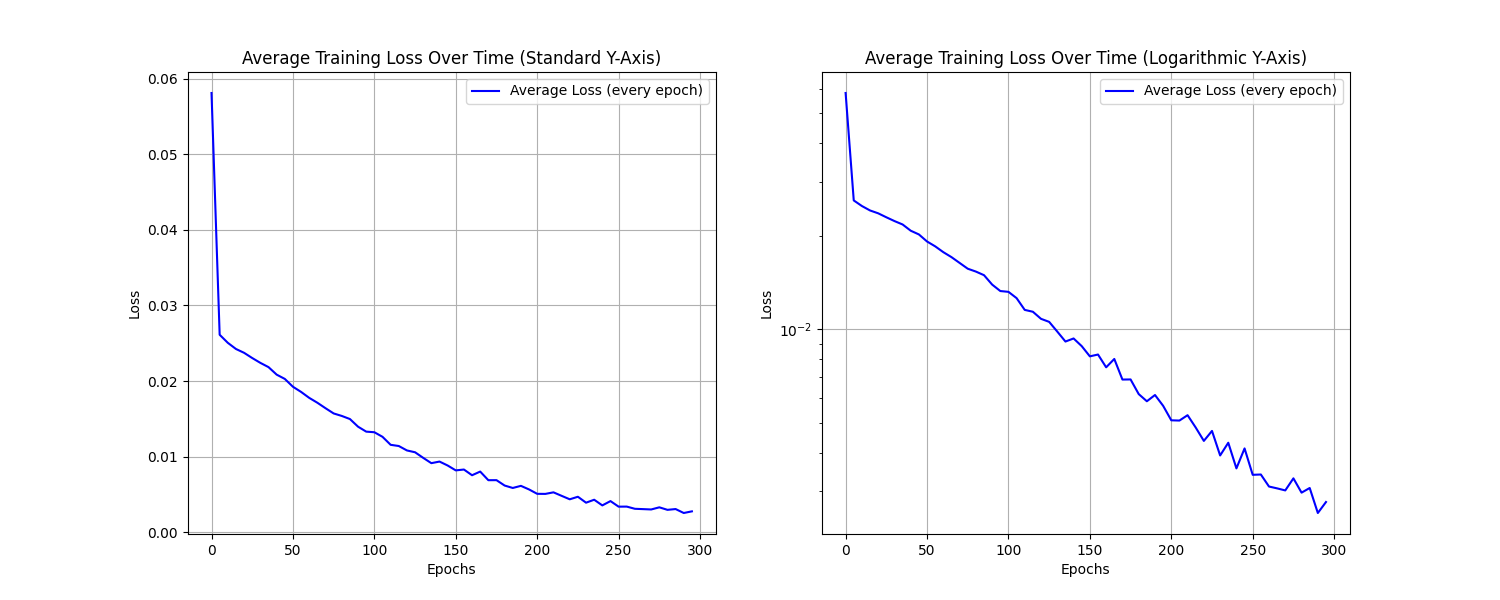 Average Training Loss Over Time (Standard Y-Axis)
Average Loss (every epoch)
Loss
0.06
0.05
0.04
0.03
0.02
0.01
0.00
0 50 100 150 200 250 300
Epochs
Average Training Loss Over Time (Logarithmic Y-Axis)
Average Loss (every epoch)
Loss
10⁻²
0 50 100 150 200 250 300
Epochs